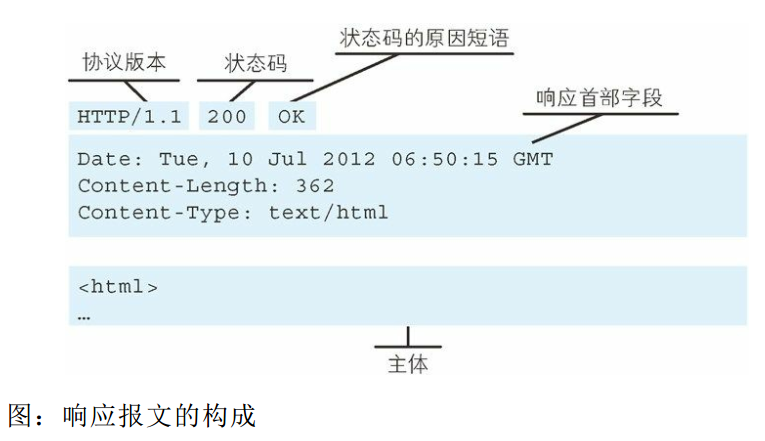 状态码的原因短语
协议版本 状态码
响应首部字段
HTTP/1.1 200 OK
Date: Tue, 10 Jul 2012 06:50:15 GMT
Content-Length: 362
Content-Type: text/html
<html>
…
主体
图：响应报文的构成